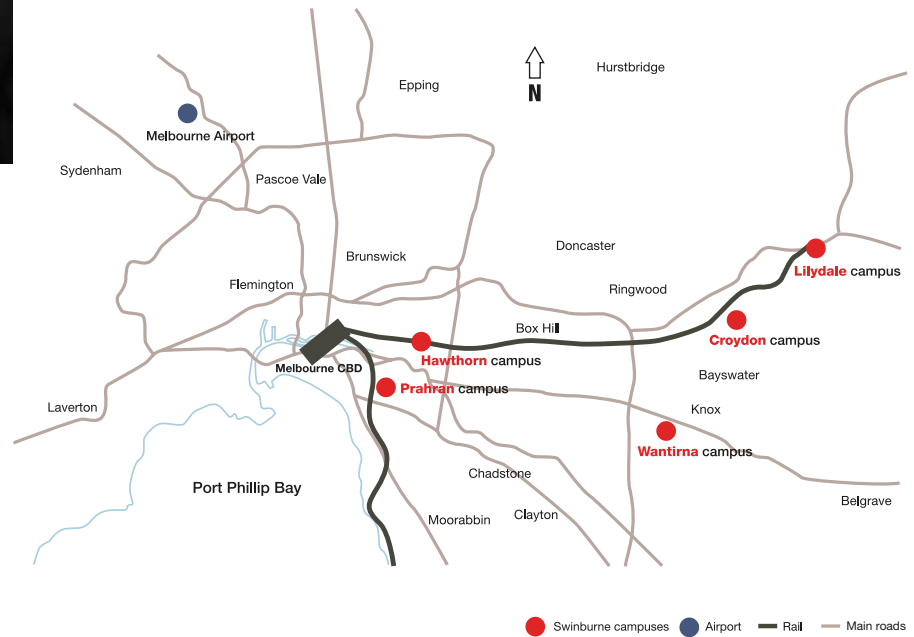 Hurstbridge
Epping
N
Melbourne Airport
Sydenham
Pascoe Vale
Doncaster
Brunswick
Lilydale campus
Flemington
Ringwood
Box Hill
Croydon campus
Hawthorn campus
Melbourne CBD
Bayswater
Prahran campus
Laverton
Knox
Wantirna campus
Chadstone
Port Phillip Bay
Belgrave
Moorabbin
Clayton
Swinburne campuses
Airport
Rail
Main roads